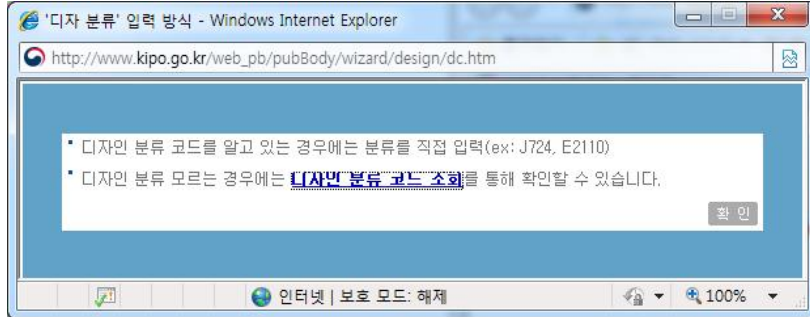 '디자 분류' 입력 방식 - Windows Internet Explorer
http://www.kipo.go.kr/web_pb/pubBody/wizard/design/dc.htm
디자인 분류 코드를 알고 있는 경우에는 분류를 직접 입력(ex: J724, E2110)
디자인 분류 모르는 경우에는 디자인 분류 코드 조회를 통해 확인할 수 있습니다.
확 인
인터넷 | 보호 모드: 해제
100%